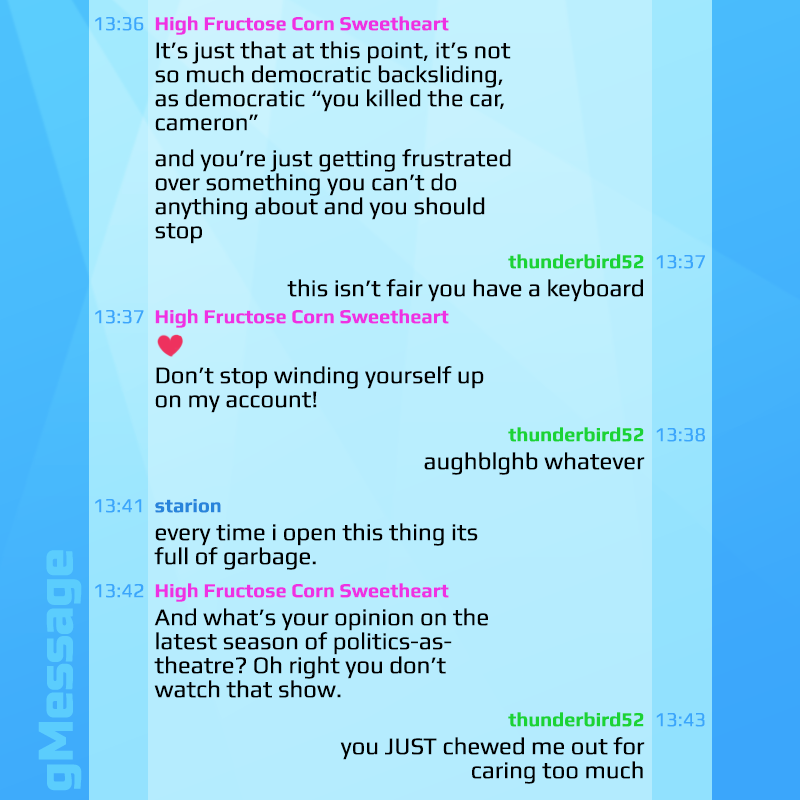 13:36 High Fructose Corn Sweetheart
It’s just that at this point, it’s not
so much democratic backsliding,
as democratic “you killed the car,
cameron”
and you’re just getting frustrated
over something you can’t do
anything about and you should
stop
thunderbird52 13:37
this isn’t fair you have a keyboard
13:37 High Fructose Corn Sweetheart
Don’t stop winding yourself up
on my account!
thunderbird52 13:38
aughblghb whatever
13:41 starion
every time i open this thing its
full of garbage.
13:42 High Fructose Corn Sweetheart
And what’s your opinion on the
latest season of politics-as-
theatre? Oh right you don’t
watch that show.
thunderbird52 13:43
you JUST chewed me out for
caring too much
gMessage